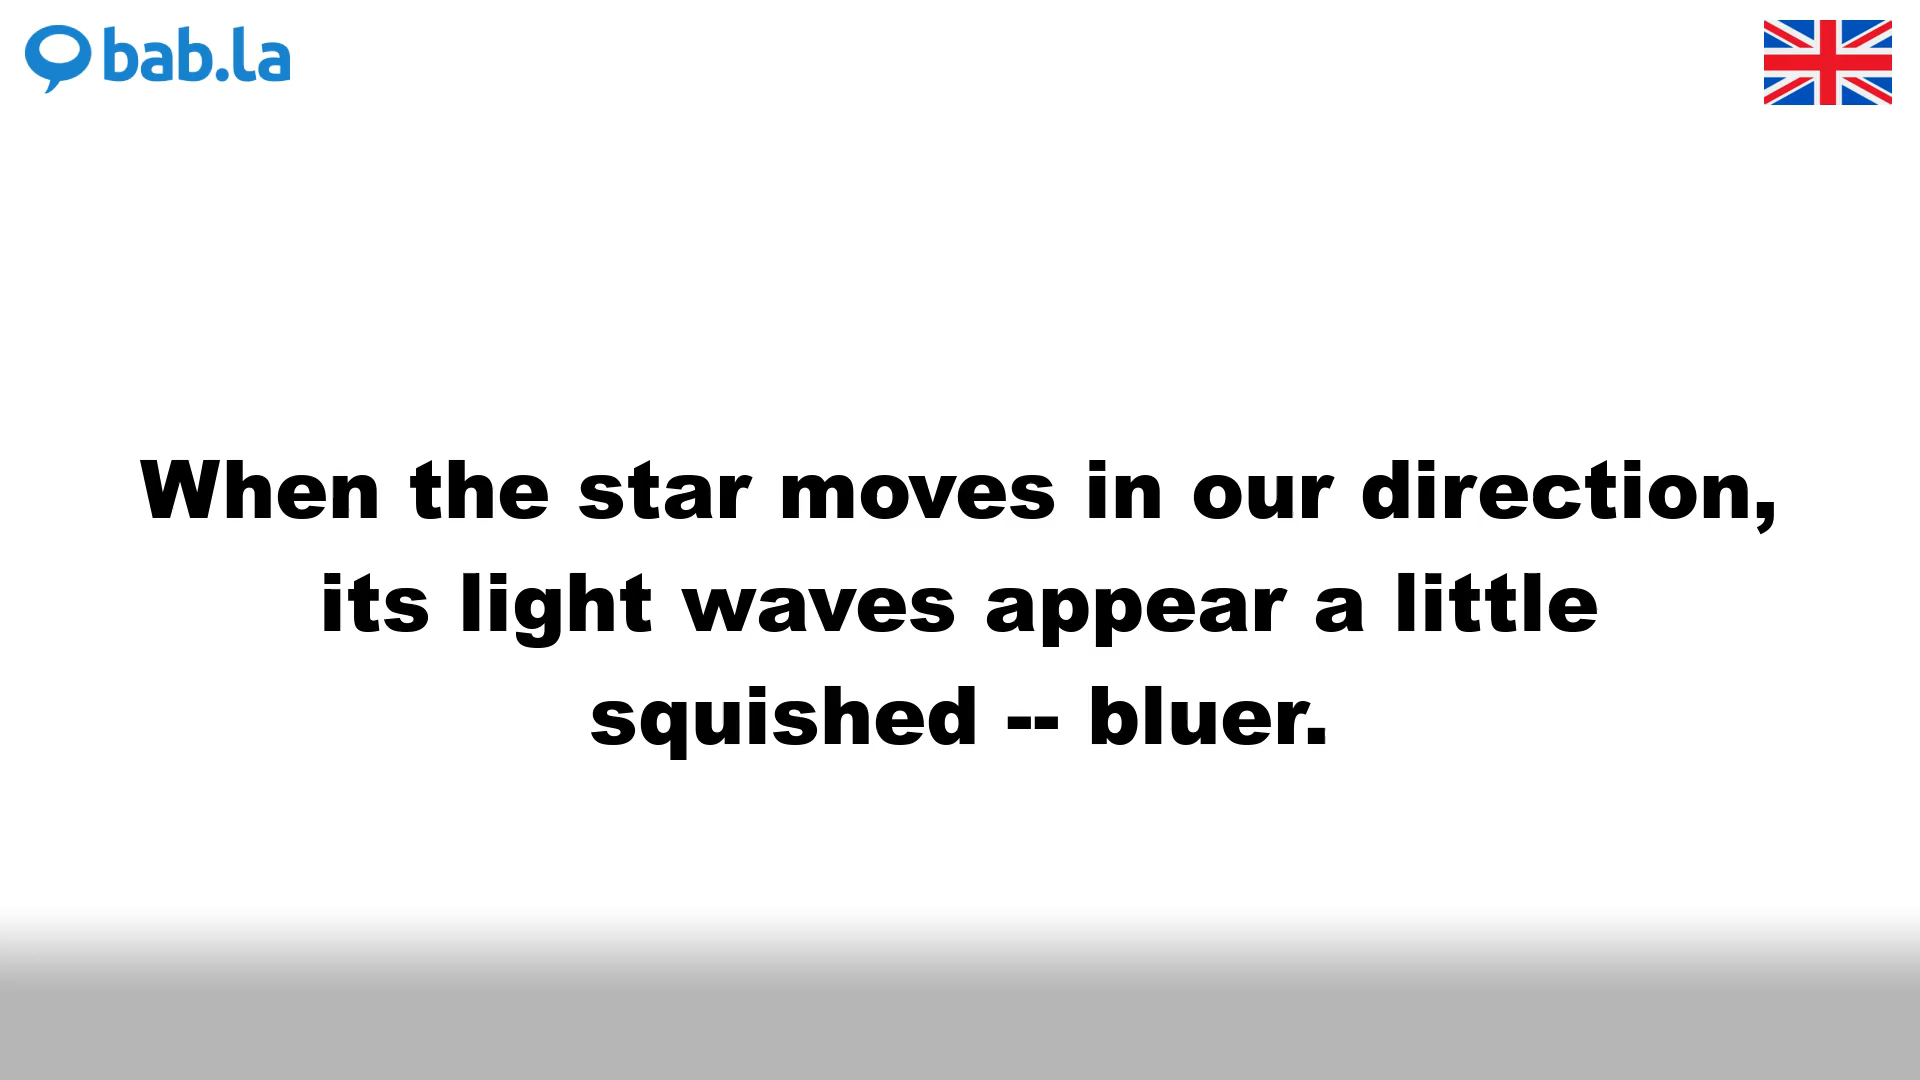 bab.la
When the star moves in our direction,
its light waves appear a little
squished -- bluer.